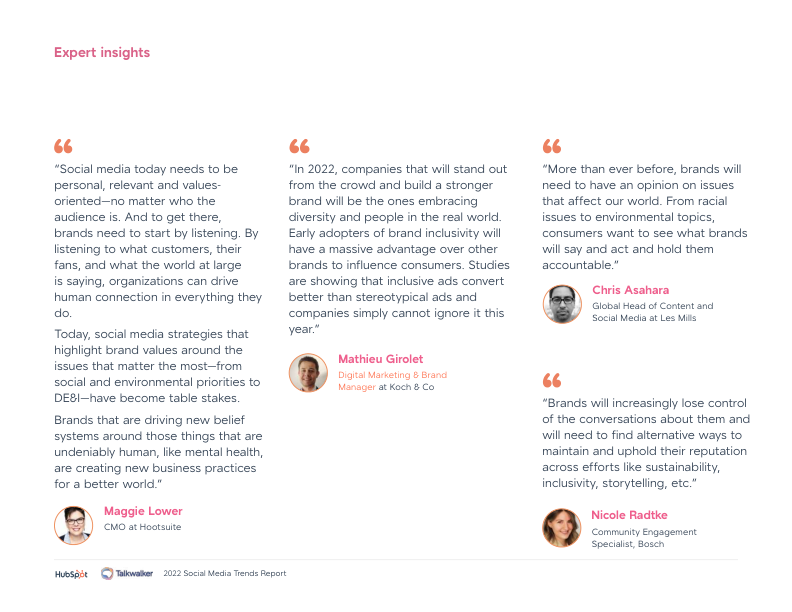 Expert insights
“Social media today needs to be
personal, relevant and values-
oriented—no matter who the
audience is. And to get there,
brands need to start by listening. By
listening to what customers, their
fans, and what the world at large
is saying, organizations can drive
human connection in everything they
do.
Today, social media strategies that
highlight brand values around the
issues that matter the most—from
social and environmental priorities to
DE&I—have become table stakes.
Brands that are driving new belief
systems around those things that are
undeniably human, like mental health,
are creating new business practices
for a better world.”
Maggie Lower
CMO at Hootsuite
“In 2022, companies that will stand out
from the crowd and build a stronger
brand will be the ones embracing
diversity and people in the real world.
Early adopters of brand inclusivity will
have a massive advantage over other
brands to influence consumers. Studies
are showing that inclusive ads convert
better than stereotypical ads and
companies simply cannot ignore it this
year.”
Mathieu Girolet
Digital Marketing & Brand
Manager at Koch & Co
“More than ever before, brands will
need to have an opinion on issues
that affect our world. From racial
issues to environmental topics,
consumers want to see what brands
will say and act and hold them
accountable.”
Chris Asahara
Global Head of Content and
Social Media at Les Mills
“Brands will increasingly lose control
of the conversations about them and
will need to find alternative ways to
maintain and uphold their reputation
across efforts like sustainability,
inclusivity, storytelling, etc.”
Nicole Radtke
Community Engagement
Specialist, Bosch
HubSpot Talkwalker 2022 Social Media Trends Report